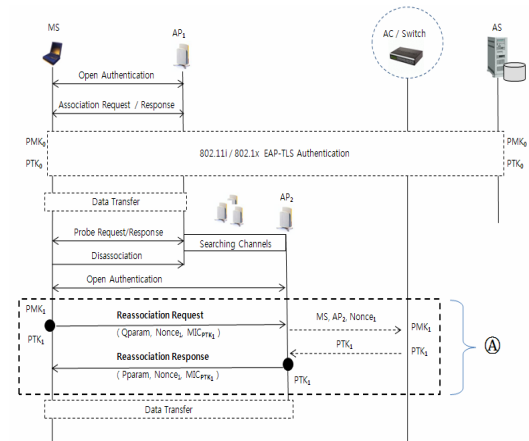 MS
AP1
AC / Switch
AS
Open Authentication
Association Request / Response
PMK0
PTK0
802.11i / 802.1x EAP-TLS Authentication
PMK0
PTK0
Data Transfer
AP2
Probe Request/Response
Searching Channels
Disassociation
Open Authentication
PMK1
PTK1
Reassociation Request
( Qparam, Nonce1, MICPTK1 )
MS, AP2, Nonce1
PMK1
PTK1
Reassociation Response
( Pparam, Nonce1, MICPTK1 )
PTK1
PTK1
Ⓐ
Data Transfer